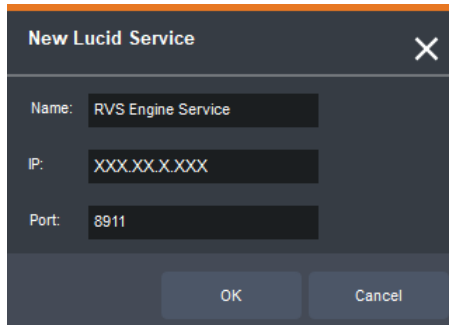 New Lucid Service
Name: RVS Engine Service
IP: XXX.XX.X.XXX
Port: 8911
OK Cancel